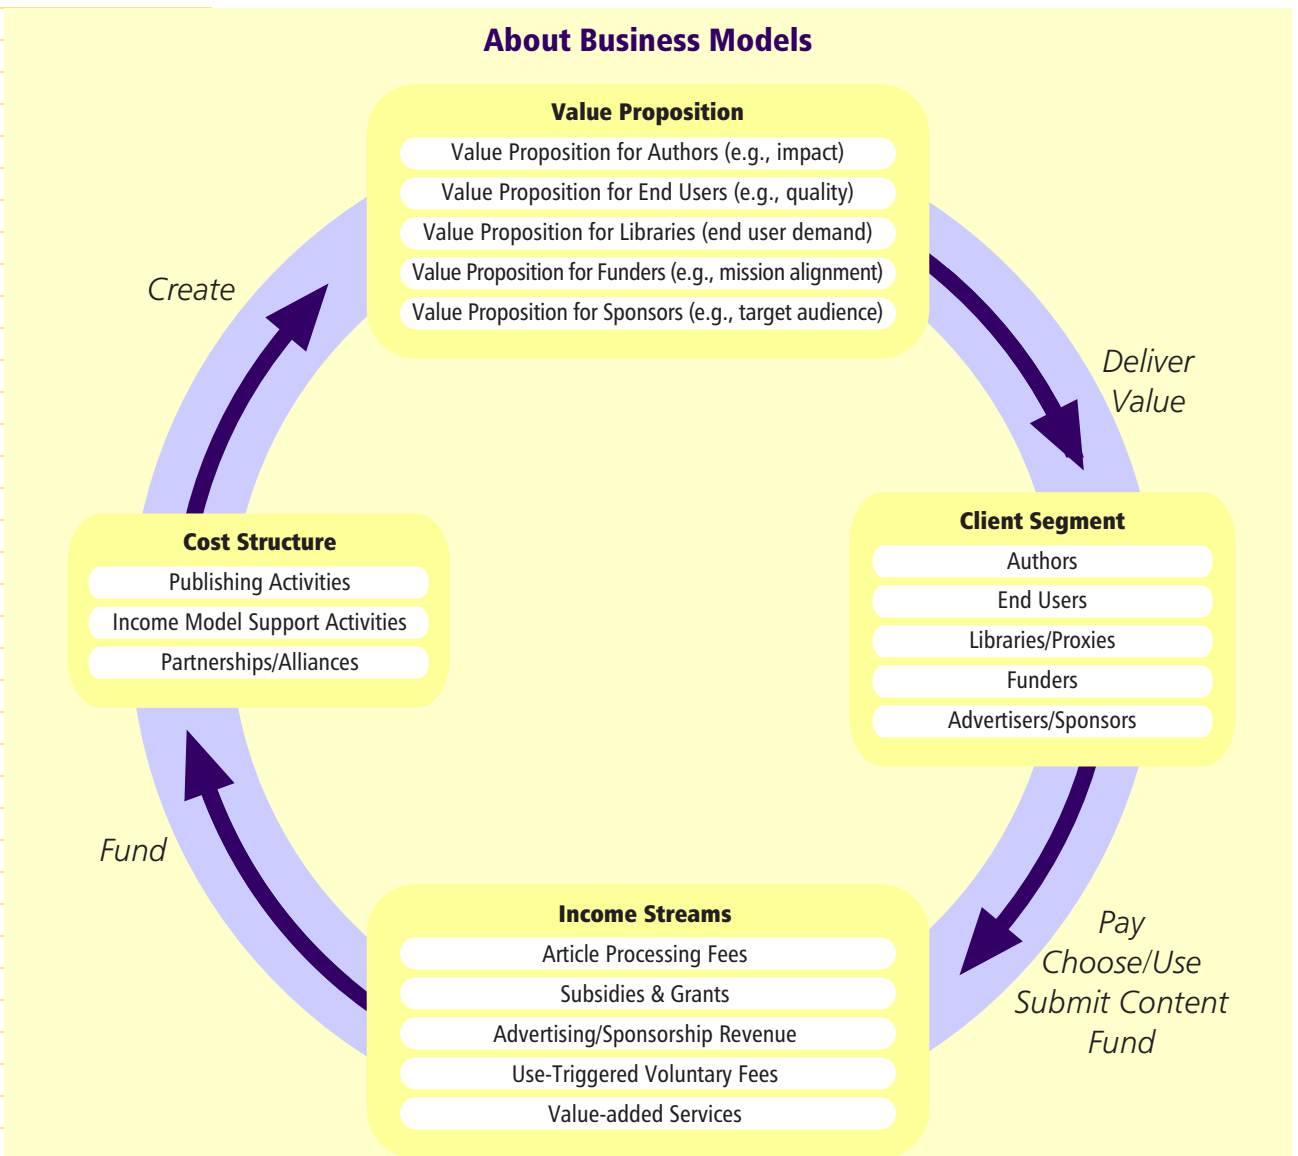 About Business Models
Value Proposition
Value Proposition for Authors (e.g., impact)
Value Proposition for End Users (e.g., quality)
Value Proposition for Libraries (end user demand)
Value Proposition for Funders (e.g., mission alignment)
Value Proposition for Sponsors (e.g., target audience)
Create
Deliver
Value
Cost Structure
Publishing Activities
Income Model Support Activities
Partnerships/Alliances
Client Segment
Authors
End Users
Libraries/Proxies
Funders
Advertisers/Sponsors
Fund
Income Streams
Article Processing Fees
Subsidies & Grants
Advertising/Sponsorship Revenue
Use-Triggered Voluntary Fees
Value-added Services
Pay
Choose/Use
Submit Content
Fund